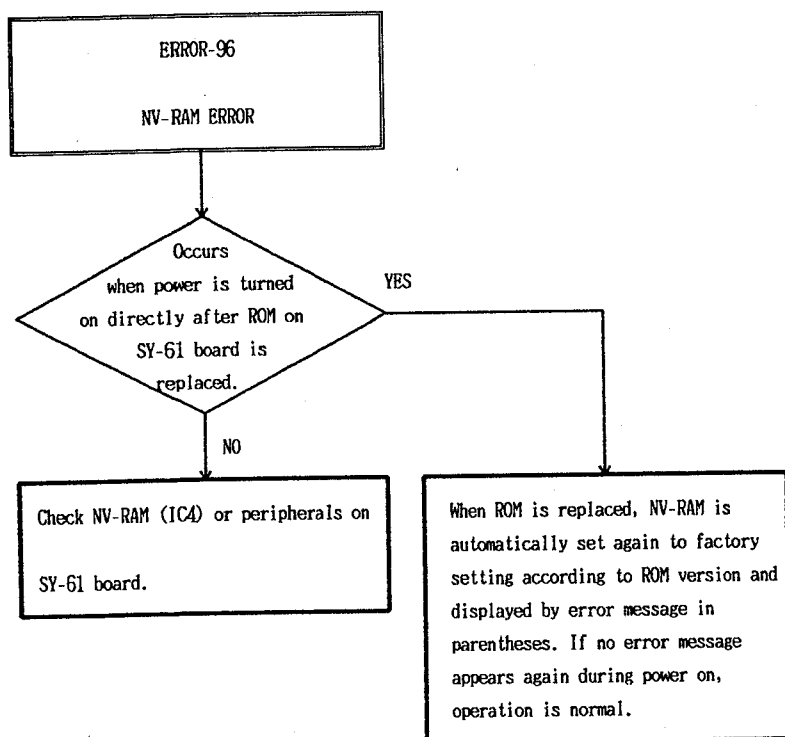 ERROR-96
NV-RAM ERROR
Occurs
when power is turned
on directly after ROM on
SY-61 board is
replaced.
YES
NO
Check NV-RAM (IC4) or peripherals on
SY-61 board.
When ROM is replaced, NV-RAM is
automatically set again to factory
setting according to ROM version and
displayed by error message in
parentheses. If no error message
appears again during power on,
operation is normal.